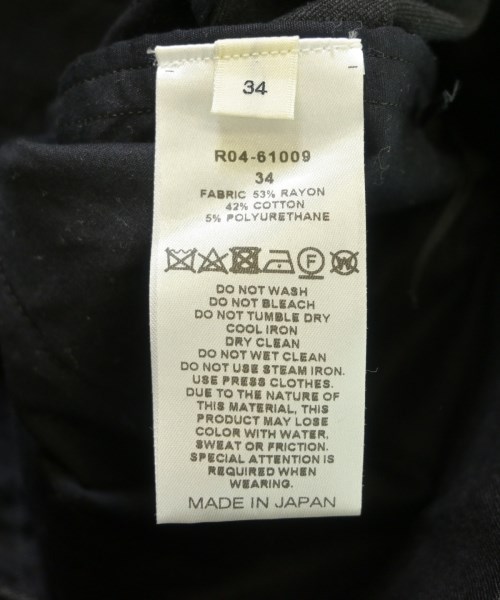 34
R04-61009
34
FABRIC 53% RAYON
42% COTTON
5% POLYURETHANE
F W
DO NOT WASH
DO NOT BLEACH
DO NOT TUMBLE DRY
COOL IRON
DRY CLEAN
DO NOT WET CLEAN
DO NOT USE STEAM IRON.
USE PRESS CLOTHES.
DUE TO THE NATURE OF
THIS MATERIAL, THIS
PRODUCT MAY LOSE
COLOR WITH WATER,
SWEAT OR FRICTION.
SPECIAL ATTENTION IS
REQUIRED WHEN
WEARING.
MADE IN JAPAN